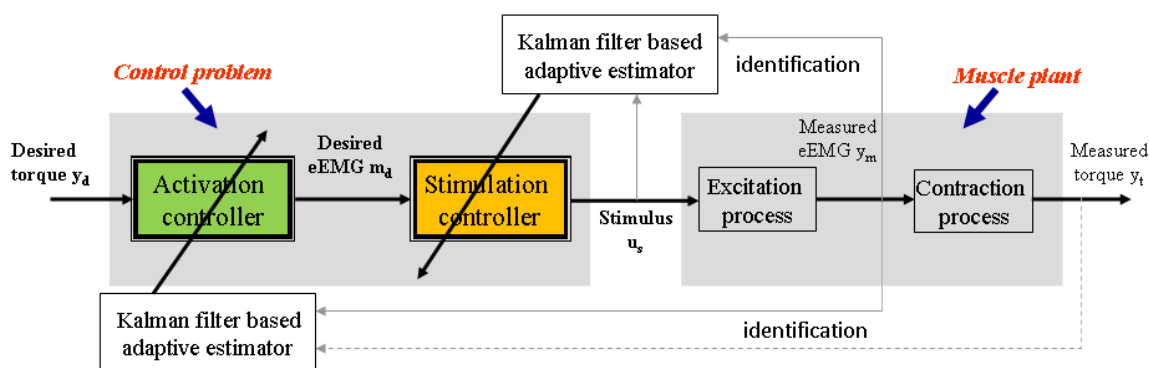 Kalman filter based
adaptive estimator
identification
Control problem
Muscle plant
Desired
torque y_d
Activation
controller
Desired
eEMG m_d
Stimulation
controller
Stimulus
u_s
Excitation
process
Measured
eEMG y_m
Contraction
process
Measured
torque y_t
Kalman filter based
adaptive estimator
identification